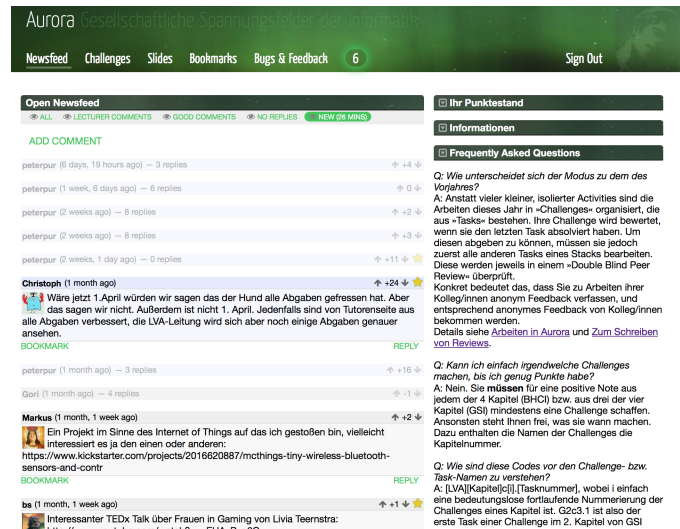 Aurora Gesellschaftliche Spannungsfelder der Informatik
Newsfeed Challenges Slides Bookmarks Bugs & Feedback 6 Sign Out
Open Newsfeed
ALL LECTURER COMMENTS GOOD COMMENTS NO REPLIES NEW (26 MINS)
ADD COMMENT
peterpur (6 days, 19 hours ago) — 3 replies +4
peterpur (1 week, 6 days ago) — 6 replies 0
peterpur (2 weeks ago) — 8 replies +2
peterpur (2 weeks ago) — 8 replies +3
peterpur (2 weeks, 1 day ago) — 0 replies +11
Christoph (1 month ago) +24
Wäre jetzt 1.April würden wir sagen das der Hund alle Abgaben gefressen hat. Aber
das sagen wir nicht. Außerdem ist nicht 1. April. Jedenfalls sind von Tutorenseite aus
alle Abgaben verbessert, die LVA-Leitung wird sich aber noch einige Abgaben genauer
ansehen.
BOOKMARK REPLY
peterpur (1 month ago) — 3 replies +16
Gori (1 month ago) — 4 replies -1
Markus (1 month, 1 week ago) +2
Ein Projekt im Sinne des Internet of Things auf das ich gestoßen bin, vielleicht
interessiert es ja den einen oder anderen:
https://www.kickstarter.com/projects/2016620887/mcthings-tiny-wireless-bluetooth-
sensors-and-contr
BOOKMARK REPLY
bs (1 month, 1 week ago) +1
Interessanter TEDx Talk über Frauen in Gaming von Livia Teernstra:
Ihr Punktestand
Informationen
Frequently Asked Questions
Q: Wie unterscheidet sich der Modus zu dem des
Vorjahres?
A: Anstatt vieler kleiner, isolierter Activities sind die
Arbeiten dieses Jahr in »Challenges« organisiert, die
aus »Tasks« bestehen. Ihre Challenge wird bewertet,
wenn sie den letzten Task absolviert haben. Um
diesen abgeben zu können, müssen sie jedoch
zuerst alle anderen Tasks eines Stacks bearbeiten.
Diese werden jeweils in einem »Double Blind Peer
Review« überprüft.
Konkret bedeutet das, dass Sie zu Arbeiten ihrer
Kolleg/innen anonym Feedback verfassen, und
entsprechend anonymes Feedback von Kolleg/innen
bekommen werden.
Details siehe Arbeiten in Aurora und Zum Schreiben
von Reviews.
Q: Kann ich einfach irgendwelche Challenges
machen, bis ich genug Punkte habe?
A: Nein. Sie müssen für eine positive Note aus
jedem der 4 Kapitel (BHCI) bzw. aus drei der vier
Kapitel (GSI) mindestens eine Challenge schaffen.
Ansonsten steht Ihnen frei, was sie wann machen.
Dazu enthalten die Namen der Challenges die
Kapitelnummer.
Q: Wie sind diese Codes vor den Challenge- bzw.
Task-Namen zu verstehen?
A: [LVA][Kapitel]c[i].[Tasknummer], wobei i einfach
eine bedeutungslose fortlaufende Nummerierung der
Challenges eines Kapitel ist. G2c3.1 ist also der
erste Task einer Challenge im 2. Kapitel von GSI